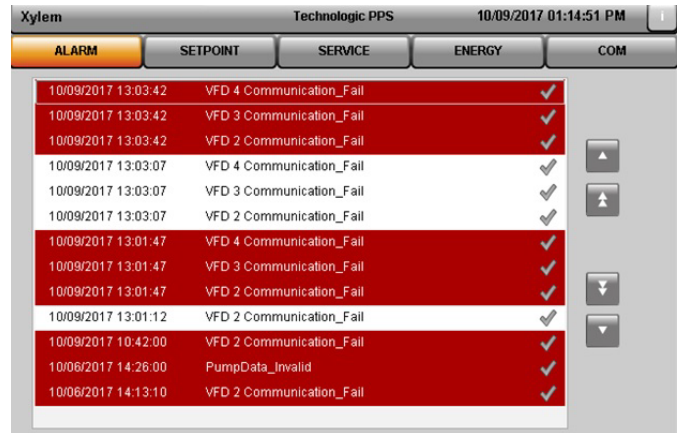 Xylem Technologic PPS 10/09/2017 01:14:51 PM i
ALARM SETPOINT SERVICE ENERGY COM
10/09/2017 13:03:42 VFD 4 Communication_Fail
10/09/2017 13:03:42 VFD 3 Communication_Fail
10/09/2017 13:03:42 VFD 2 Communication_Fail
10/09/2017 13:03:07 VFD 4 Communication_Fail
10/09/2017 13:03:07 VFD 3 Communication_Fail
10/09/2017 13:03:07 VFD 2 Communication_Fail
10/09/2017 13:01:47 VFD 4 Communication_Fail
10/09/2017 13:01:47 VFD 3 Communication_Fail
10/09/2017 13:01:47 VFD 2 Communication_Fail
10/09/2017 13:01:12 VFD 2 Communication_Fail
10/09/2017 10:42:00 VFD 2 Communication_Fail
10/06/2017 14:26:00 PumpData_Invalid
10/06/2017 14:13:10 VFD 2 Communication_Fail